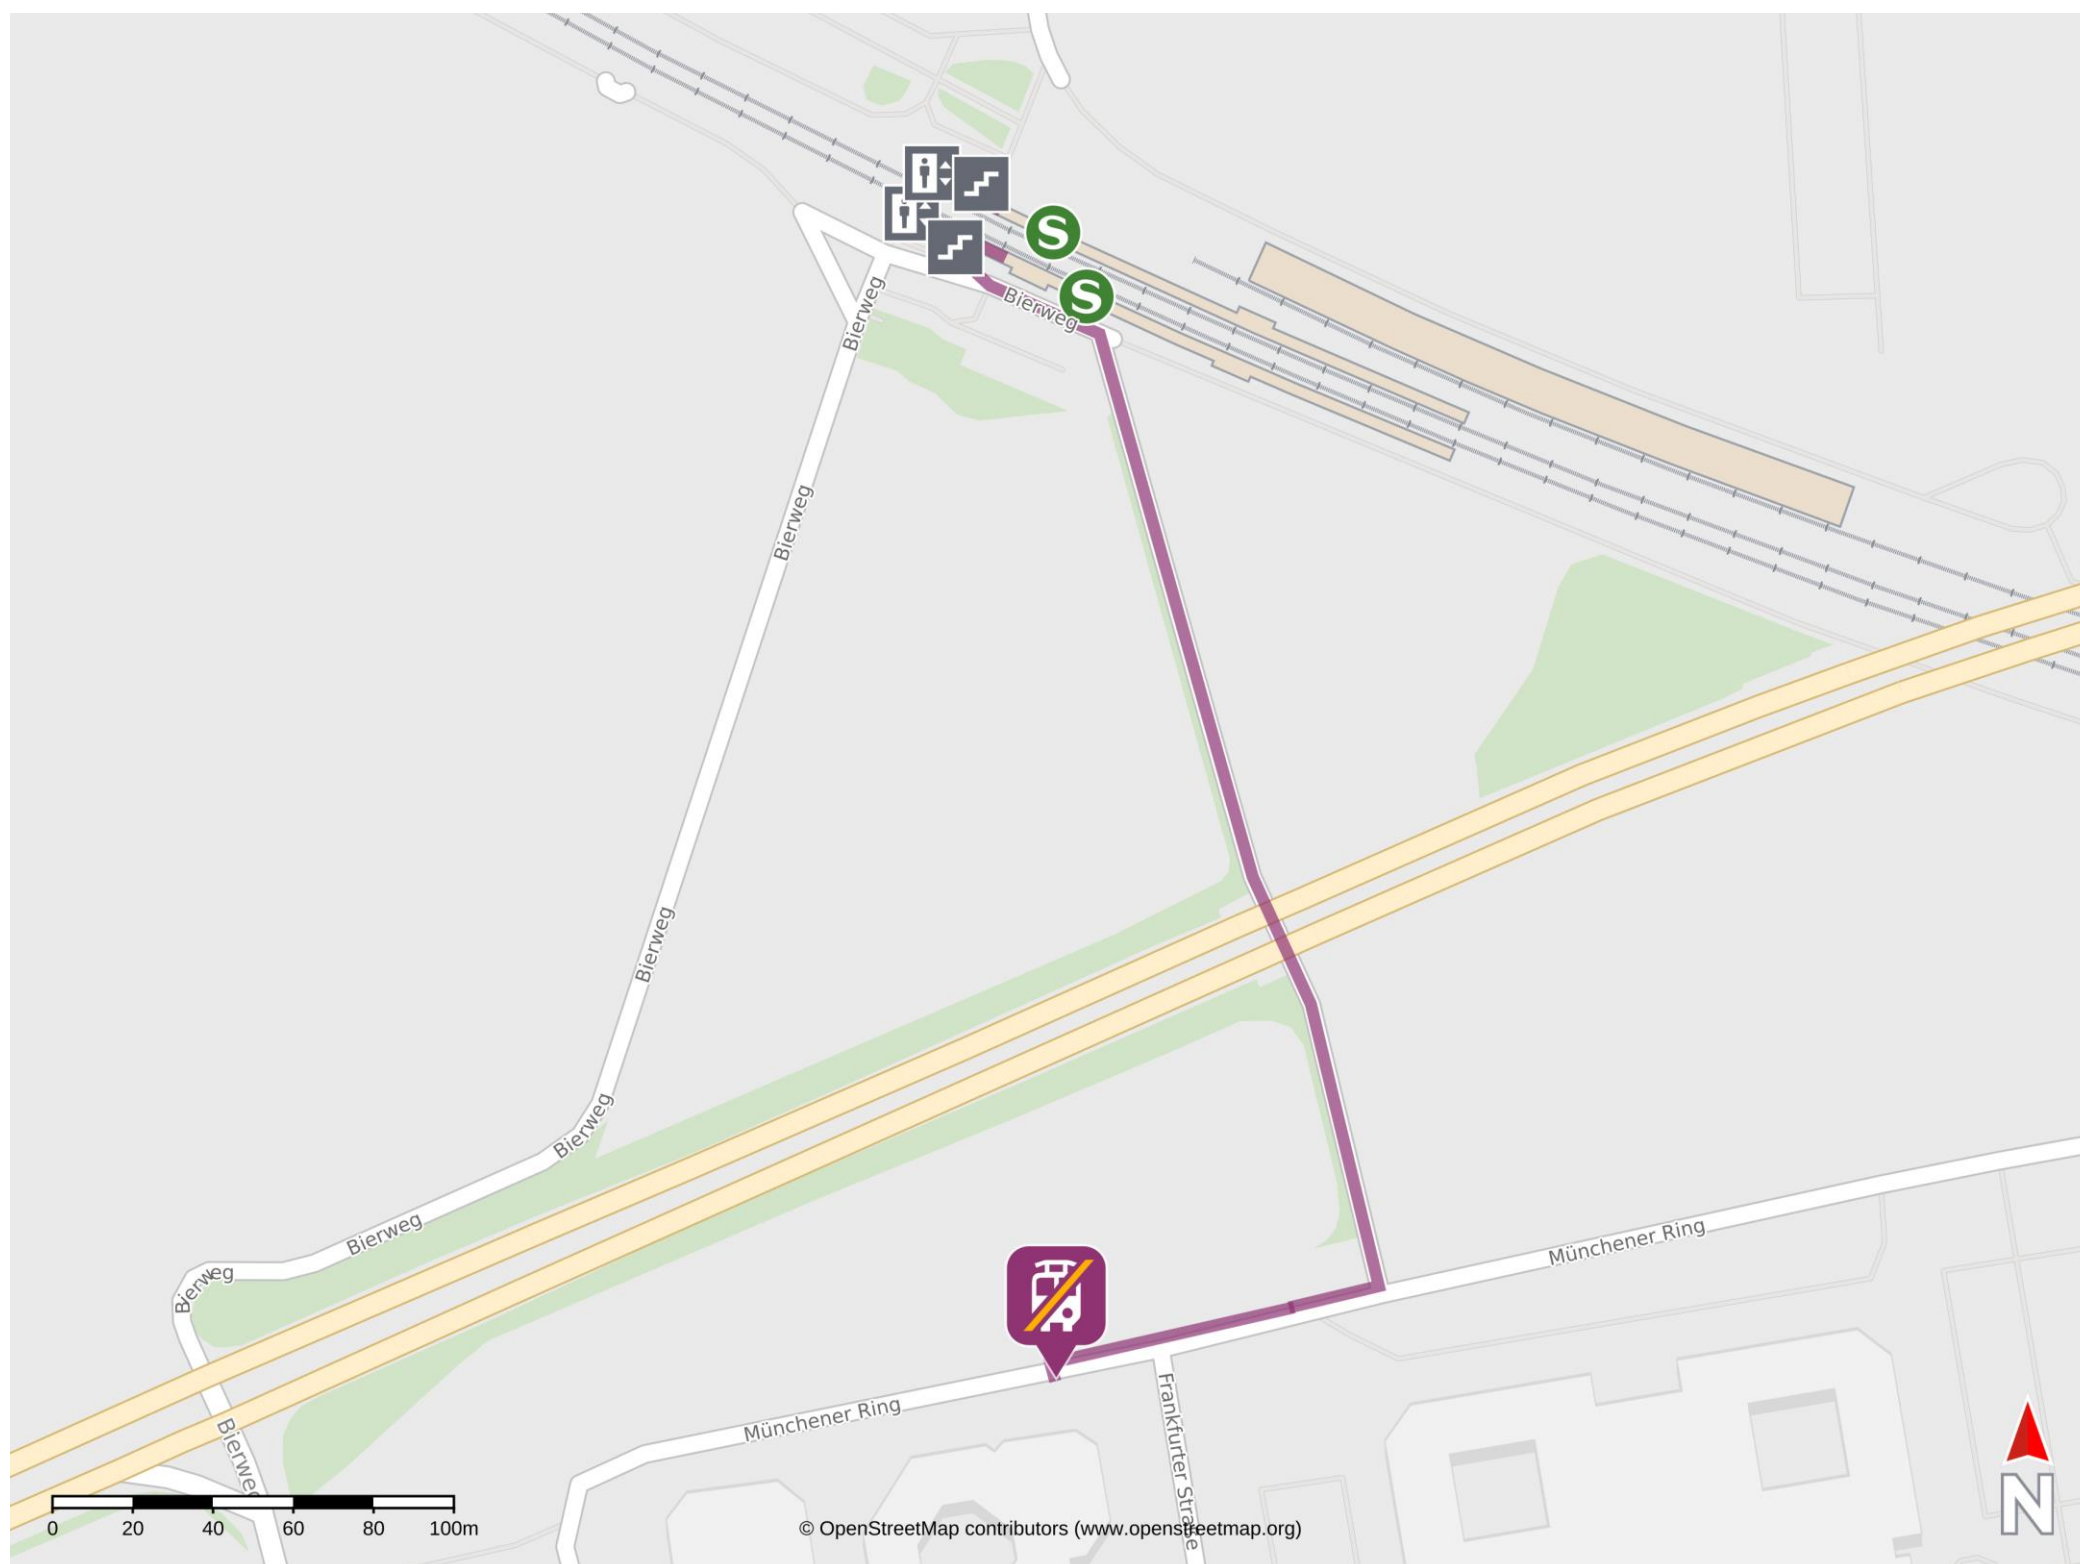 S
S
Bierweg
Bierweg
Bierweg
Bierweg
Bierweg
Bierweg
Bierweg
Münchener Ring
Münchener Ring
Frankfurter Straße
Bierweg
N
0 20 40 60 80 100m
© OpenStreetMap contributors (www.openstreetmap.org)